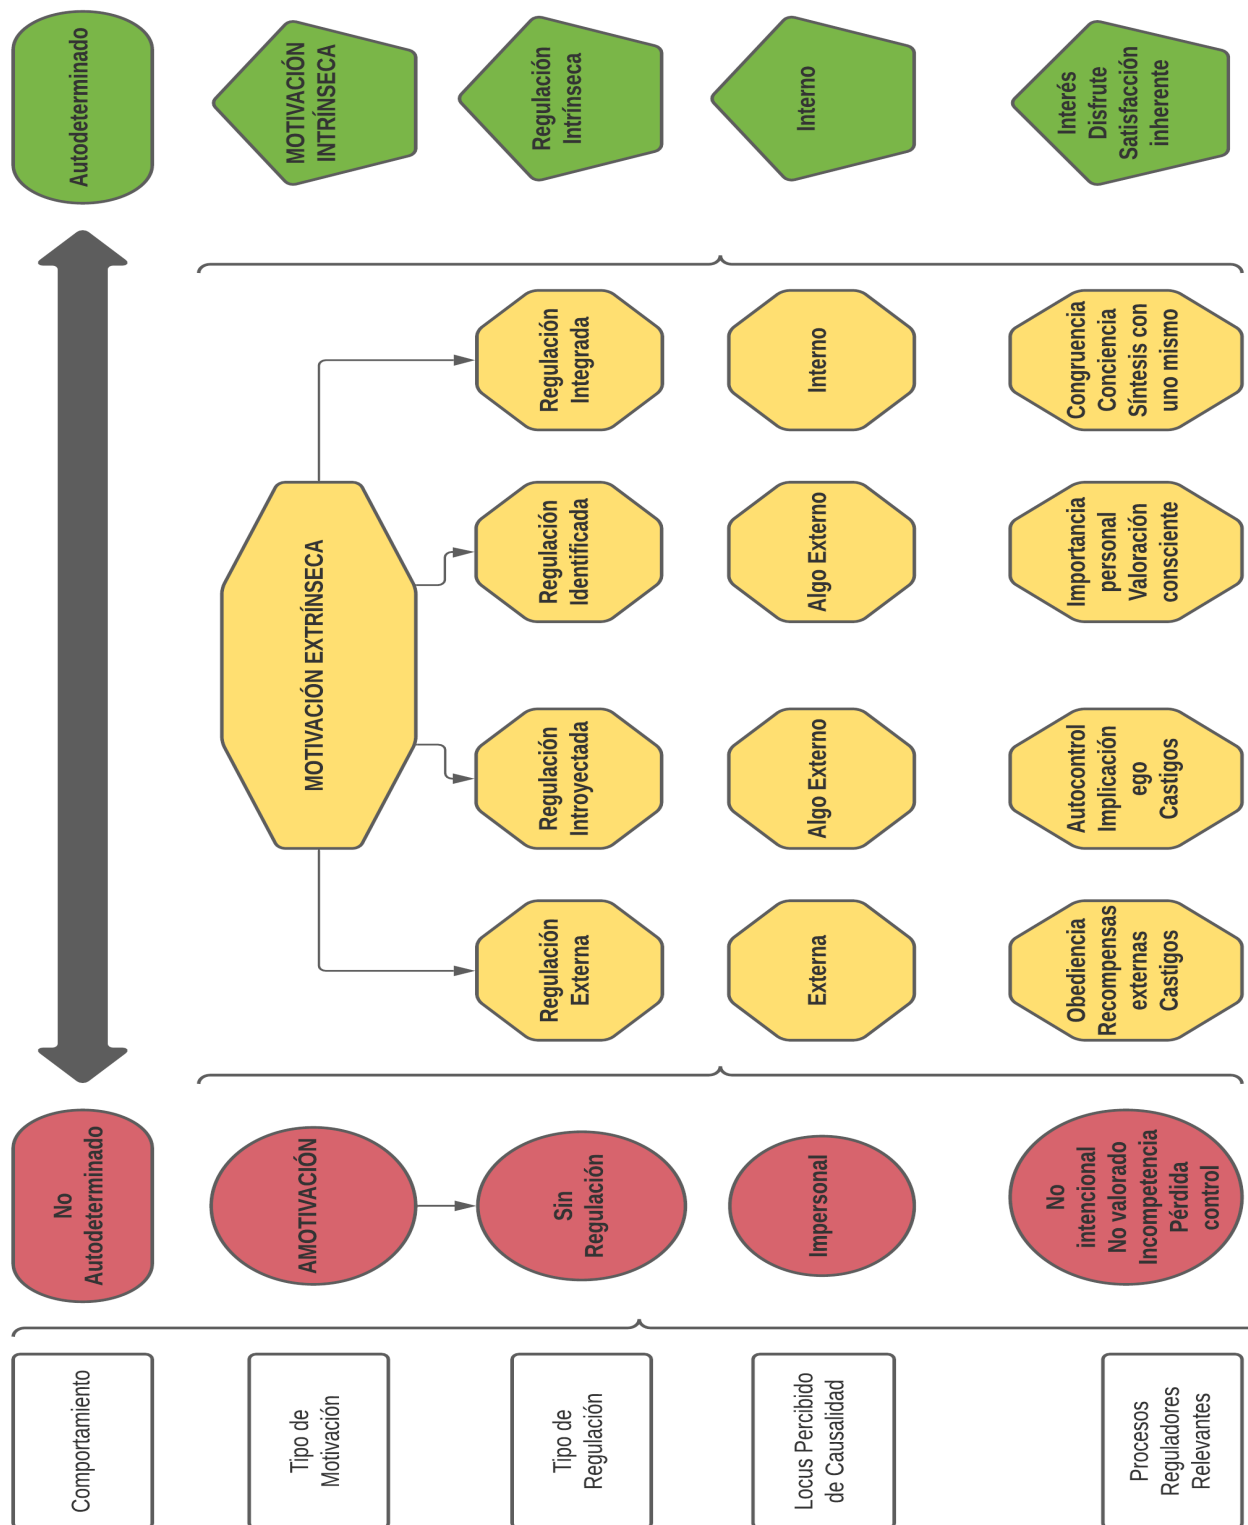 Comportamiento
No
Autodeterminado
Autodeterminado
Tipo de
Motivación
AMOTIVACIÓN
MOTIVACIÓN EXTRÍNSECA
MOTIVACIÓN
INTRÍNSECA
Tipo de
Regulación
Sin
Regulación
Regulación
Externa
Regulación
Introyectada
Regulación
Identificada
Regulación
Integrada
Regulación
Intrínseca
Locus Percibido
de Causalidad
Impersonal
Externa
Algo Externo
Algo Externo
Interno
Interno
Procesos
Reguladores
Relevantes
No
intencional
No valorado
Incompetencia
Pérdida
control
Obediencia
Recompensas
externas
Castigos
Autocontrol
Implicación
ego
Castigos
Importancia
personal
Valoración
consciente
Congruencia
Conciencia
Síntesis con
uno mismo
Interés
Disfrute
Satisfacción
inherente